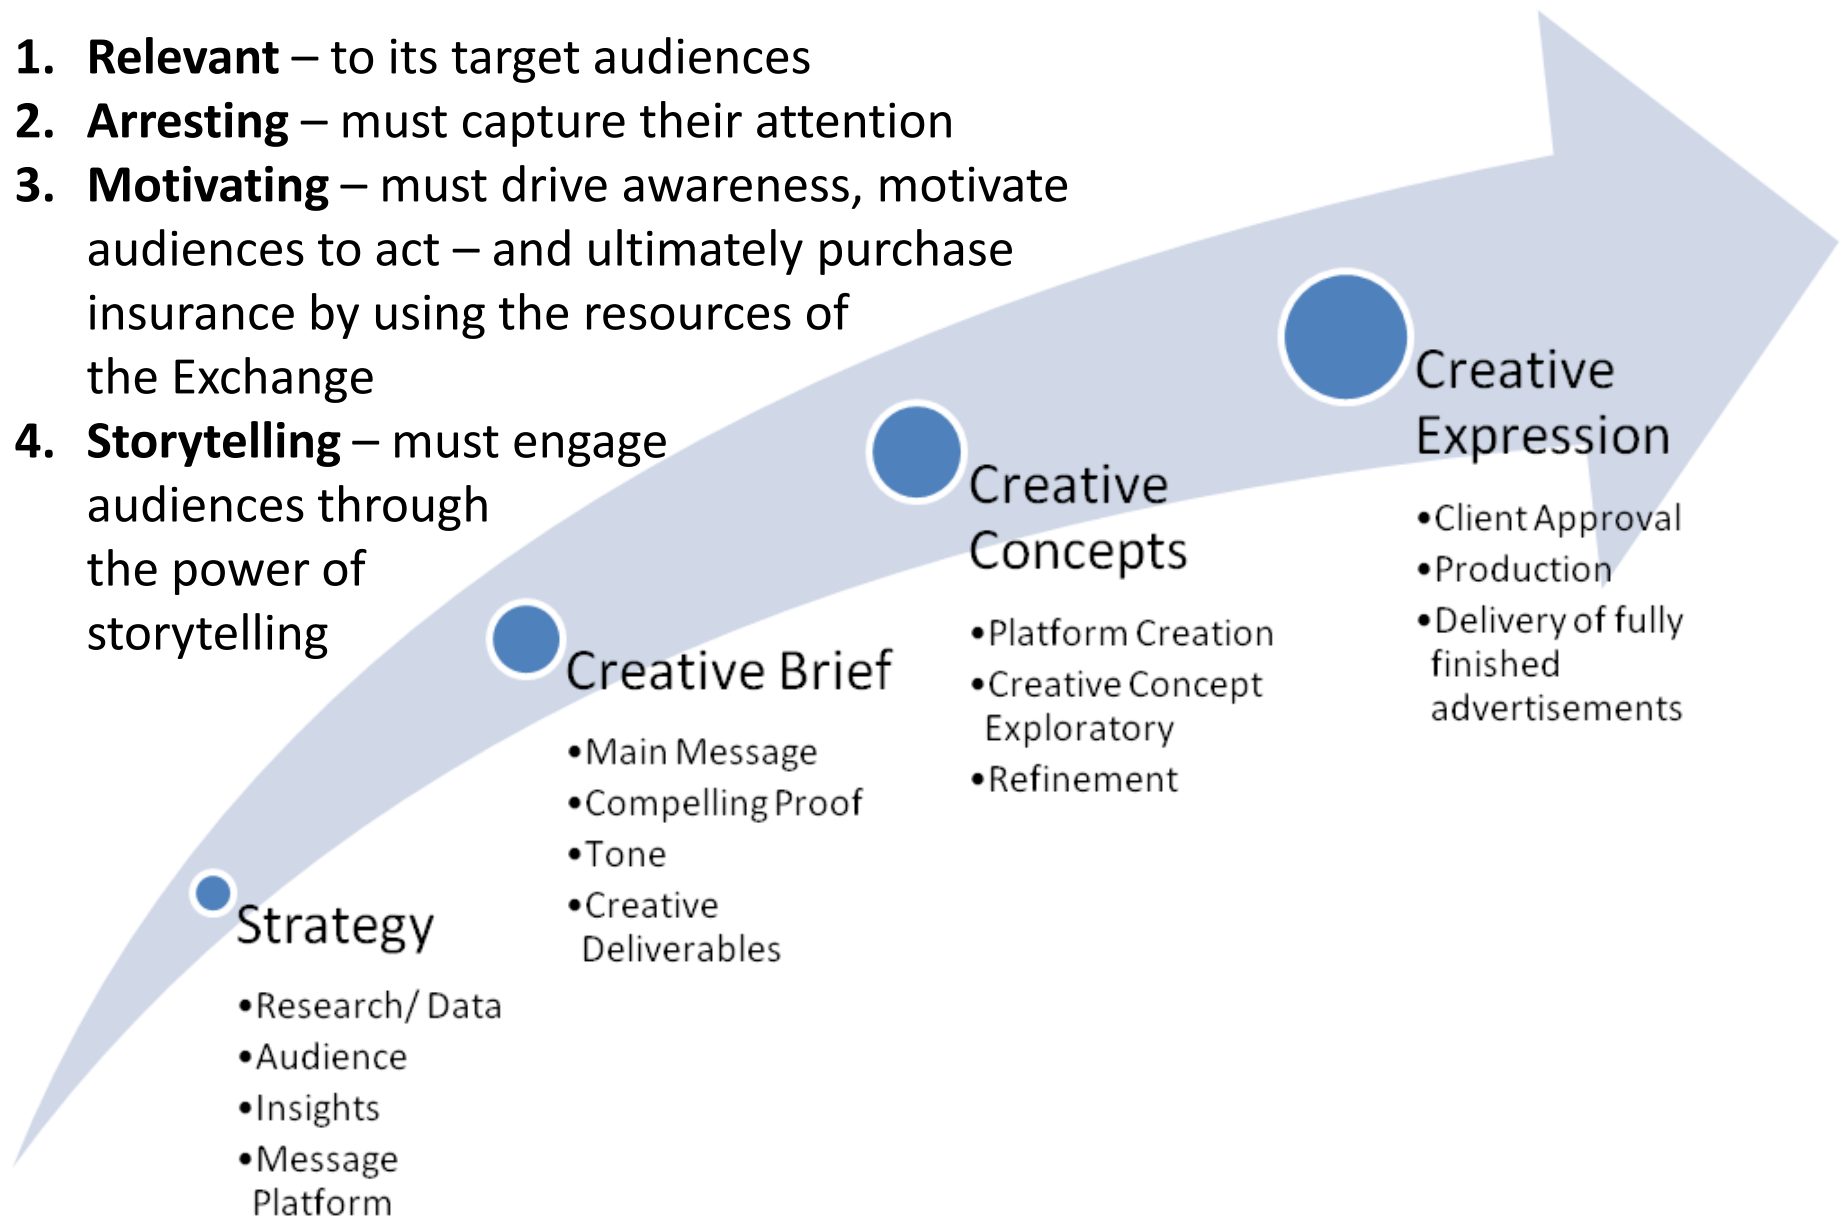 1. Relevant – to its target audiences
2. Arresting – must capture their attention
3. Motivating – must drive awareness, motivate
audiences to act – and ultimately purchase
insurance by using the resources of
the Exchange
4. Storytelling – must engage
audiences through
the power of
storytelling
Strategy
•Research/ Data
•Audience
•Insights
•Message
Platform
Creative Brief
•Main Message
•Compelling Proof
•Tone
•Creative
Deliverables
Creative
Concepts
•Platform Creation
•Creative Concept
Exploratory
•Refinement
Creative
Expression
•Client Approval
•Production
•Delivery of fully
finished
advertisements